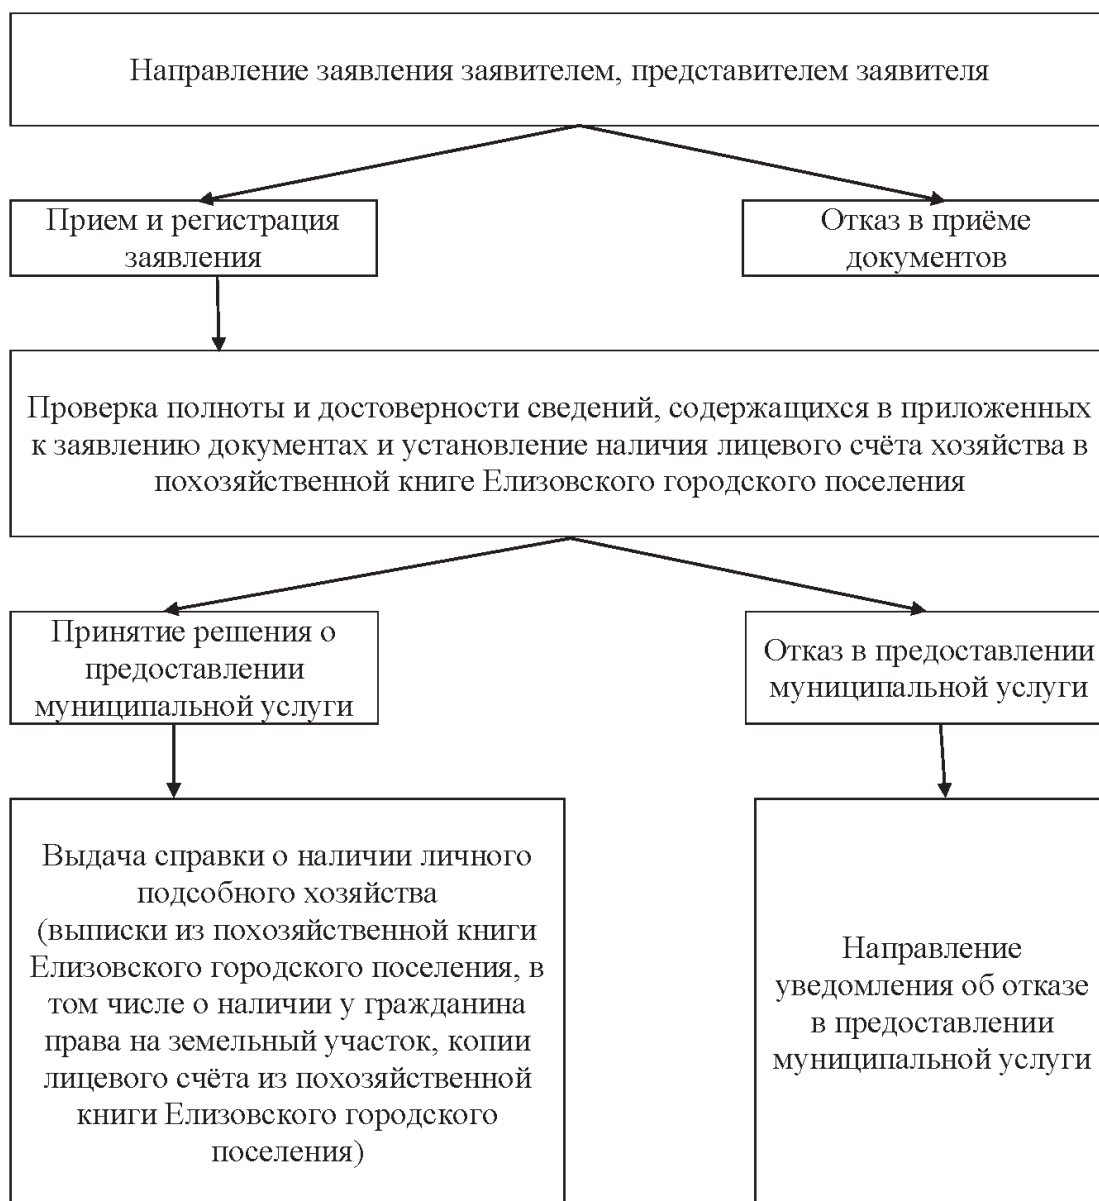 Направление заявления заявителем, представителем заявителя
Прием и регистрация
заявления
Отказ в приёме
документов
Проверка полноты и достоверности сведений, содержащихся в приложенных
к заявлению документах и установление наличия лицевого счёта хозяйства в
похозяйственной книге Елизовского городского поселения
Принятие решения о
предоставлении
муниципальной услуги
Отказ в предоставлении
муниципальной услуги
Выдача справки о наличии личного
подсобного хозяйства
(выписки из похозяйственной книги
Елизовского городского поселения, в
том числе о наличии у гражданина
права на земельный участок, копии
лицевого счёта из похозяйственной
книги Елизовского городского
поселения)
Направление
уведомления об отказе
в предоставлении
муниципальной услуги